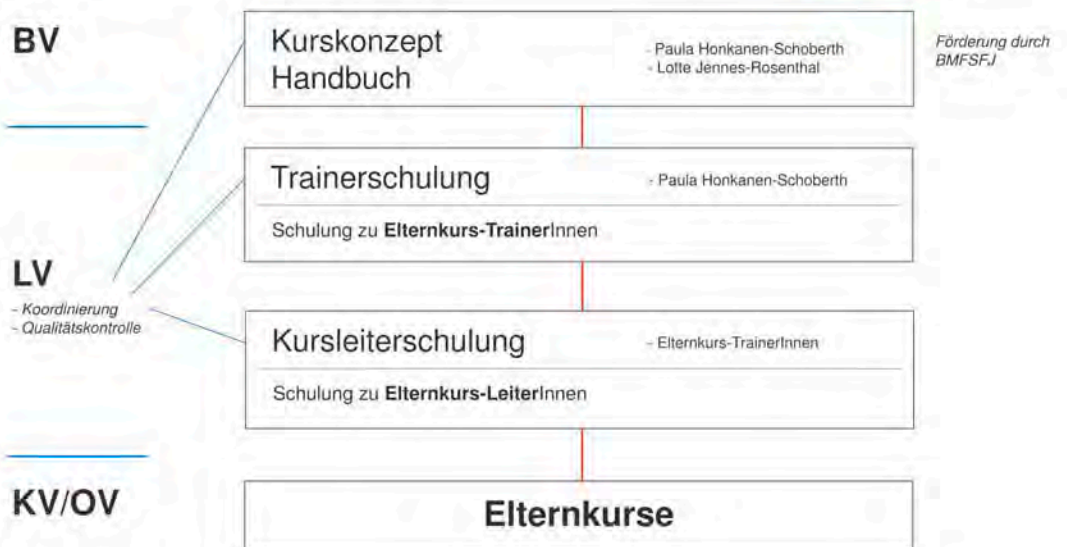 BV
Kurskonzept
Handbuch
- Paula Honkanen-Schoberth
- Lotte Jennes-Rosenthal
Förderung durch
BMFSFJ
Trainerschulung
- Paula Honkanen-Schoberth
Schulung zu Elternkurs-TrainerInnen
LV
- Koordinierung
- Qualitätskontrolle
Kursleiterschulung
- Elternkurs-TrainerInnen
Schulung zu Elternkurs-LeiterInnen
KV/OV
Elternkurse